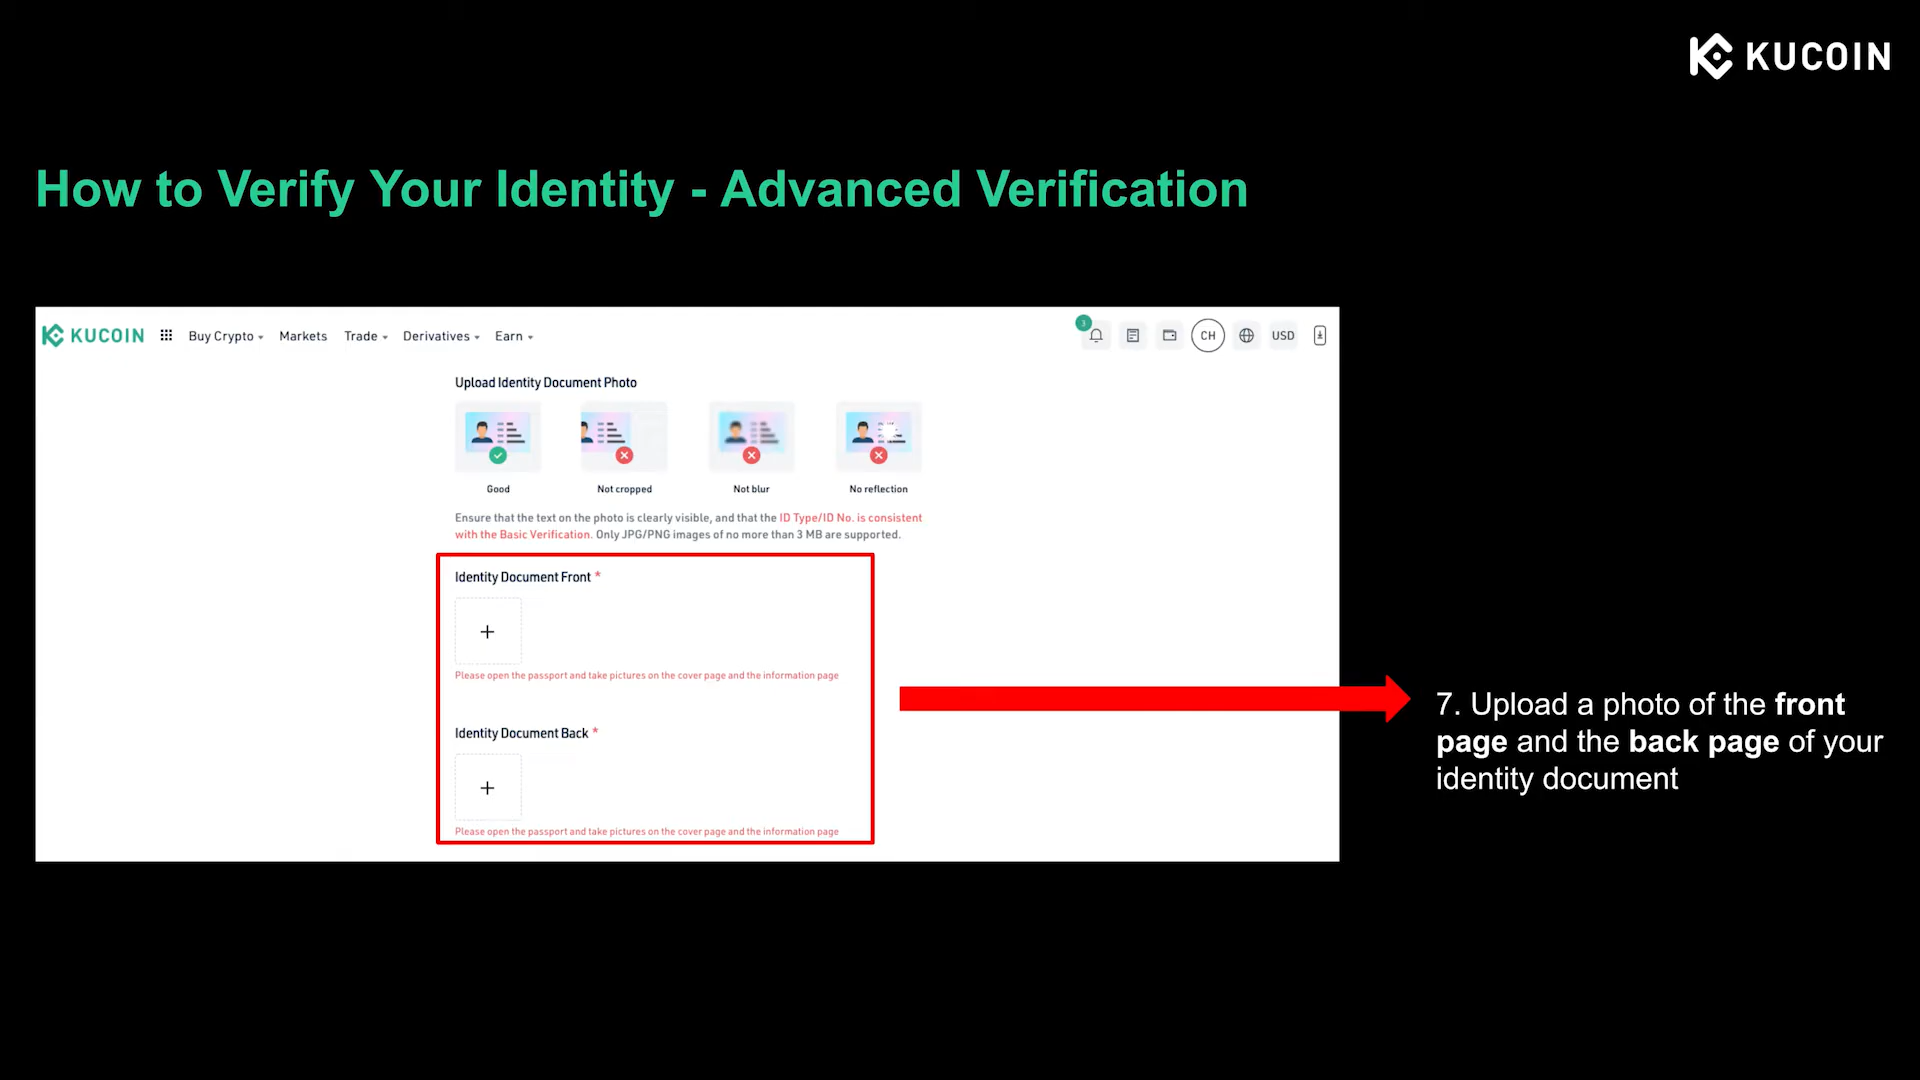 KUCOIN
How to Verify Your Identity - Advanced Verification
KUCOIN Buy Crypto Markets Trade Derivatives Earn 3 CH USD
Upload Identity Document Photo
Good Not cropped Not blur No reflection
Ensure that the text on the photo is clearly visible, and that the ID Type/ID No. is consistent
with the Basic Verification. Only JPG/PNG images of no more than 3 MB are supported.
Identity Document Front *
+
Please open the passport and take pictures on the cover page and the information page
Identity Document Back *
+
Please open the passport and take pictures on the cover page and the information page
7. Upload a photo of the front
page and the back page of your
identity document